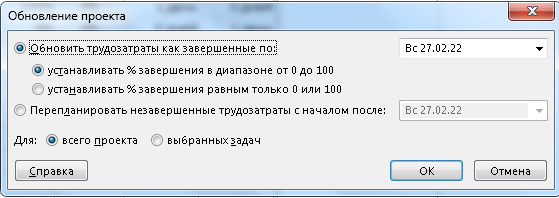 Обновление проекта
Обновить трудозатраты как завершенные по: Вс 27.02.22
устанавливать % завершения в диапазоне от 0 до 100
устанавливать % завершения равным только 0 или 100
Перепланировать незавершенные трудозатраты с началом после: Вс 27.02.22
Для: всего проекта выбранных задач
Справка ОК Отмена